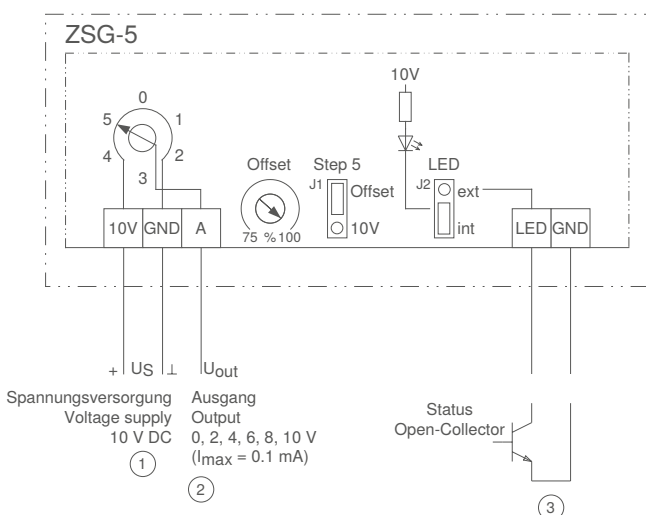 ZSG-5
0
5
1
4
2
3
10V
Offset
Step 5
LED
J1
Offset
10V
J2
ext
int
75 % 100
10V
GND
A
LED
GND
+ US ⊥
Uout
Spannungsversorgung
Voltage supply
10 V DC
1
Ausgang
Output
0, 2, 4, 6, 8, 10 V
(Imax = 0.1 mA)
2
Status
Open-Collector
3